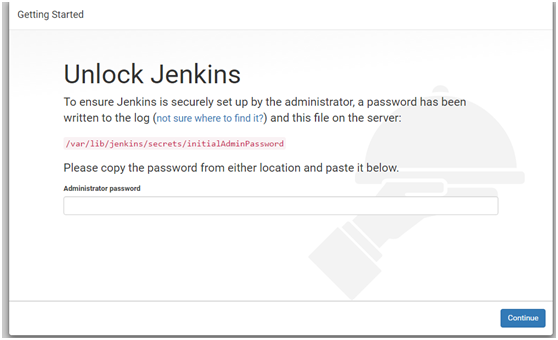 Getting Started
Unlock Jenkins
To ensure Jenkins is securely set up by the administrator, a password has been
written to the log (not sure where to find it?) and this file on the server:
/var/lib/jenkins/secrets/initialAdminPassword
Please copy the password from either location and paste it below.
Administrator password
Continue